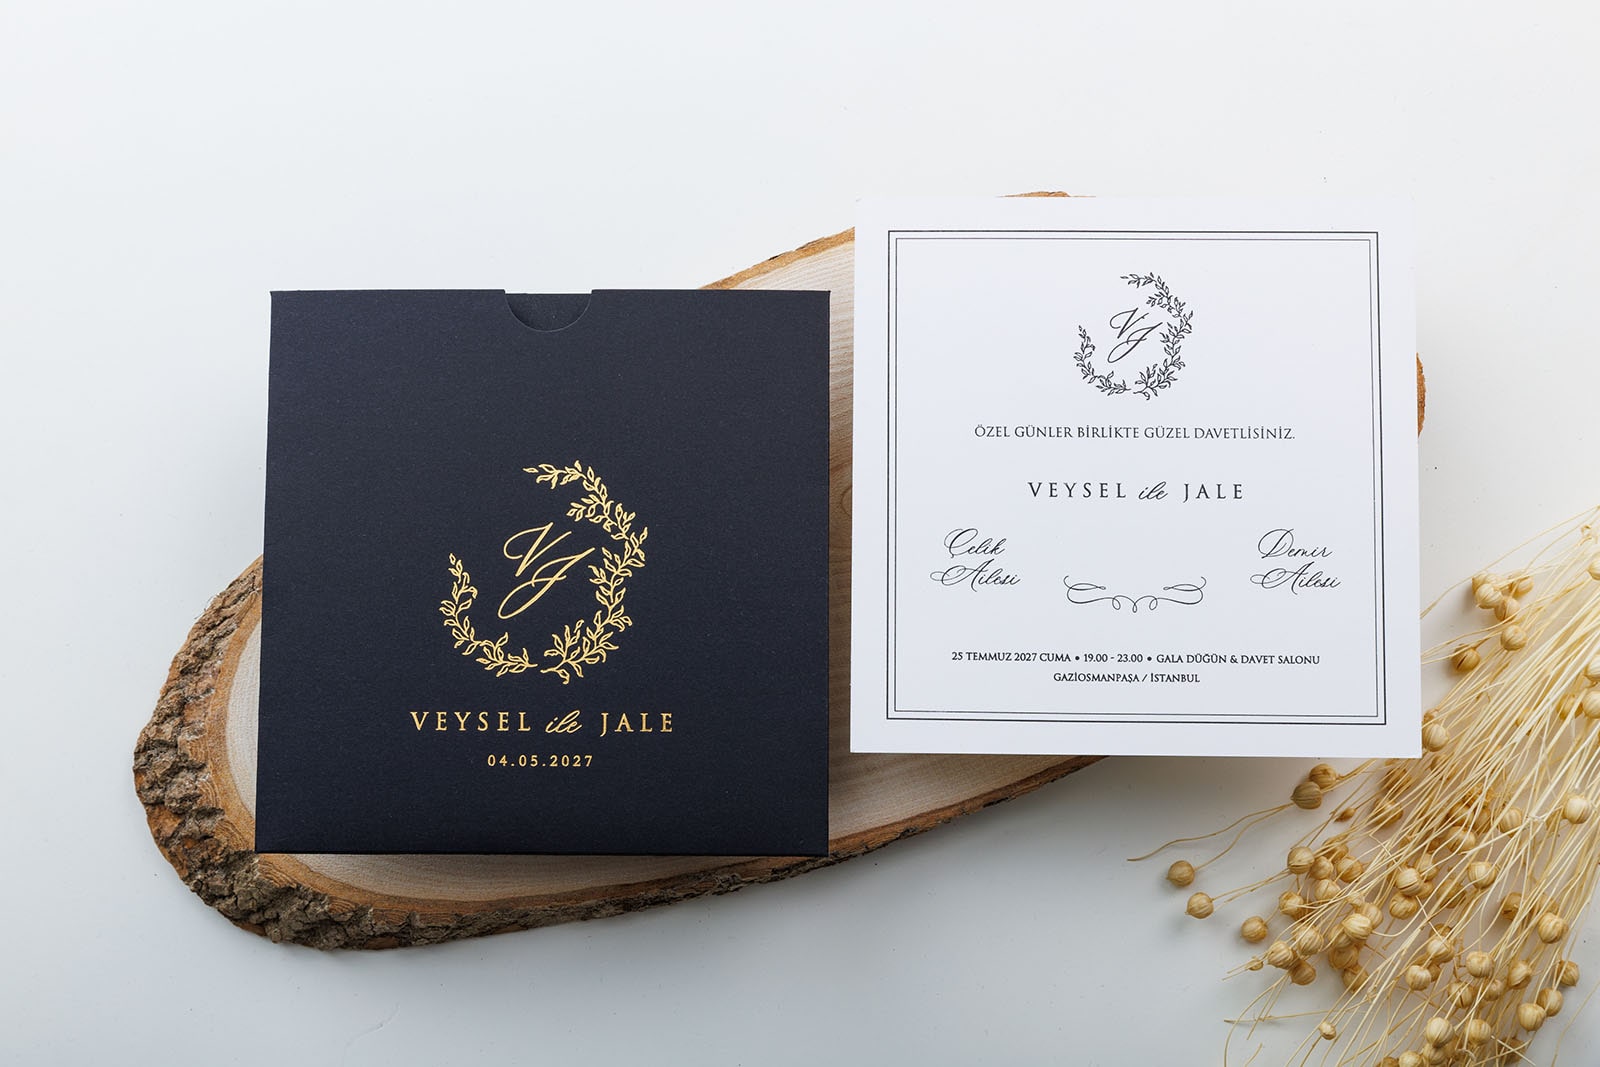 VJ
VEYSEL ile JALE
04.05.2027
VJ
ÖZEL GÜNLER BİRLİKTE GÜZEL DAVETLİSİNİZ.
VEYSEL ile JALE
Çelik
Ailesi
Demir
Ailesi
25 TEMMUZ 2027 CUMA • 19.00 - 23.00 • GALA DÜĞÜN & DAVET SALONU
GAZİOSMANPAŞA / İSTANBUL